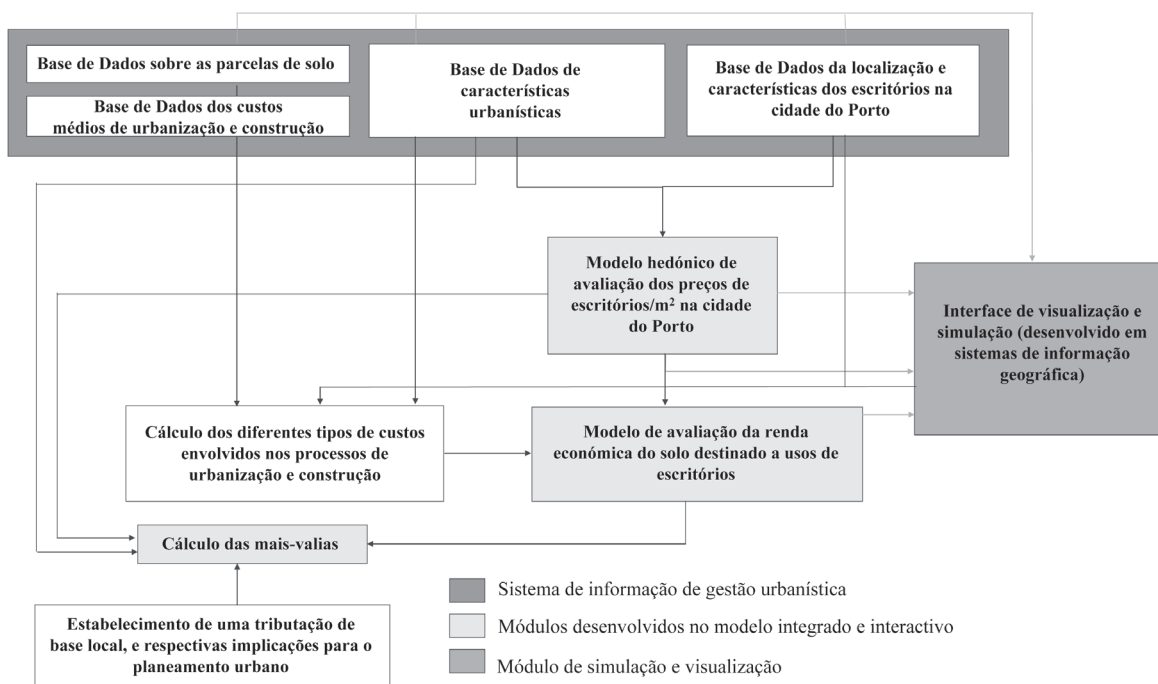 Base de Dados sobre as parcelas de solo
Base de Dados dos custos
médios de urbanização e construção
Base de Dados de
características
urbanísticas
Base de Dados da localização e
características dos escritórios na
cidade do Porto
Modelo hedónico de
avaliação dos preços de
escritórios/m² na cidade
do Porto
Interface de visualização e
simulação (desenvolvido em
sistemas de informação
geográfica)
Cálculo dos diferentes tipos de custos
envolvidos nos processos de
urbanização e construção
Modelo de avaliação da renda
económica do solo destinado a usos de
escritórios
Cálculo das mais-valias
Estabelecimento de uma tributação de
base local, e respectivas implicações para o
planeamento urbano
Sistema de informação de gestão urbanística
Módulos desenvolvidos no modelo integrado e interactivo
Módulo de simulação e visualização